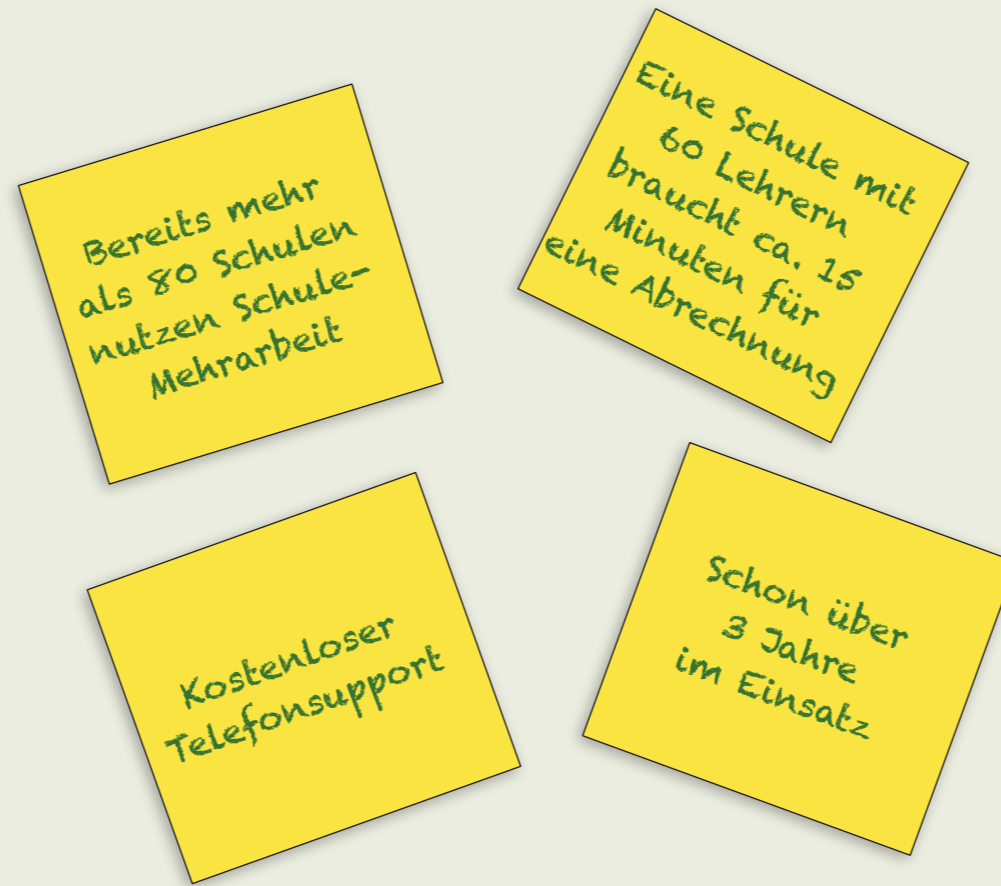 Bereits mehr
als 80 Schulen
nutzen Schule-
Mehrarbeit
Eine Schule mit
60 Lehrern
braucht ca. 15
Minuten für
eine Abrechnung
Kostenloser
Telefonsupport
Schon über
3 Jahre
im Einsatz